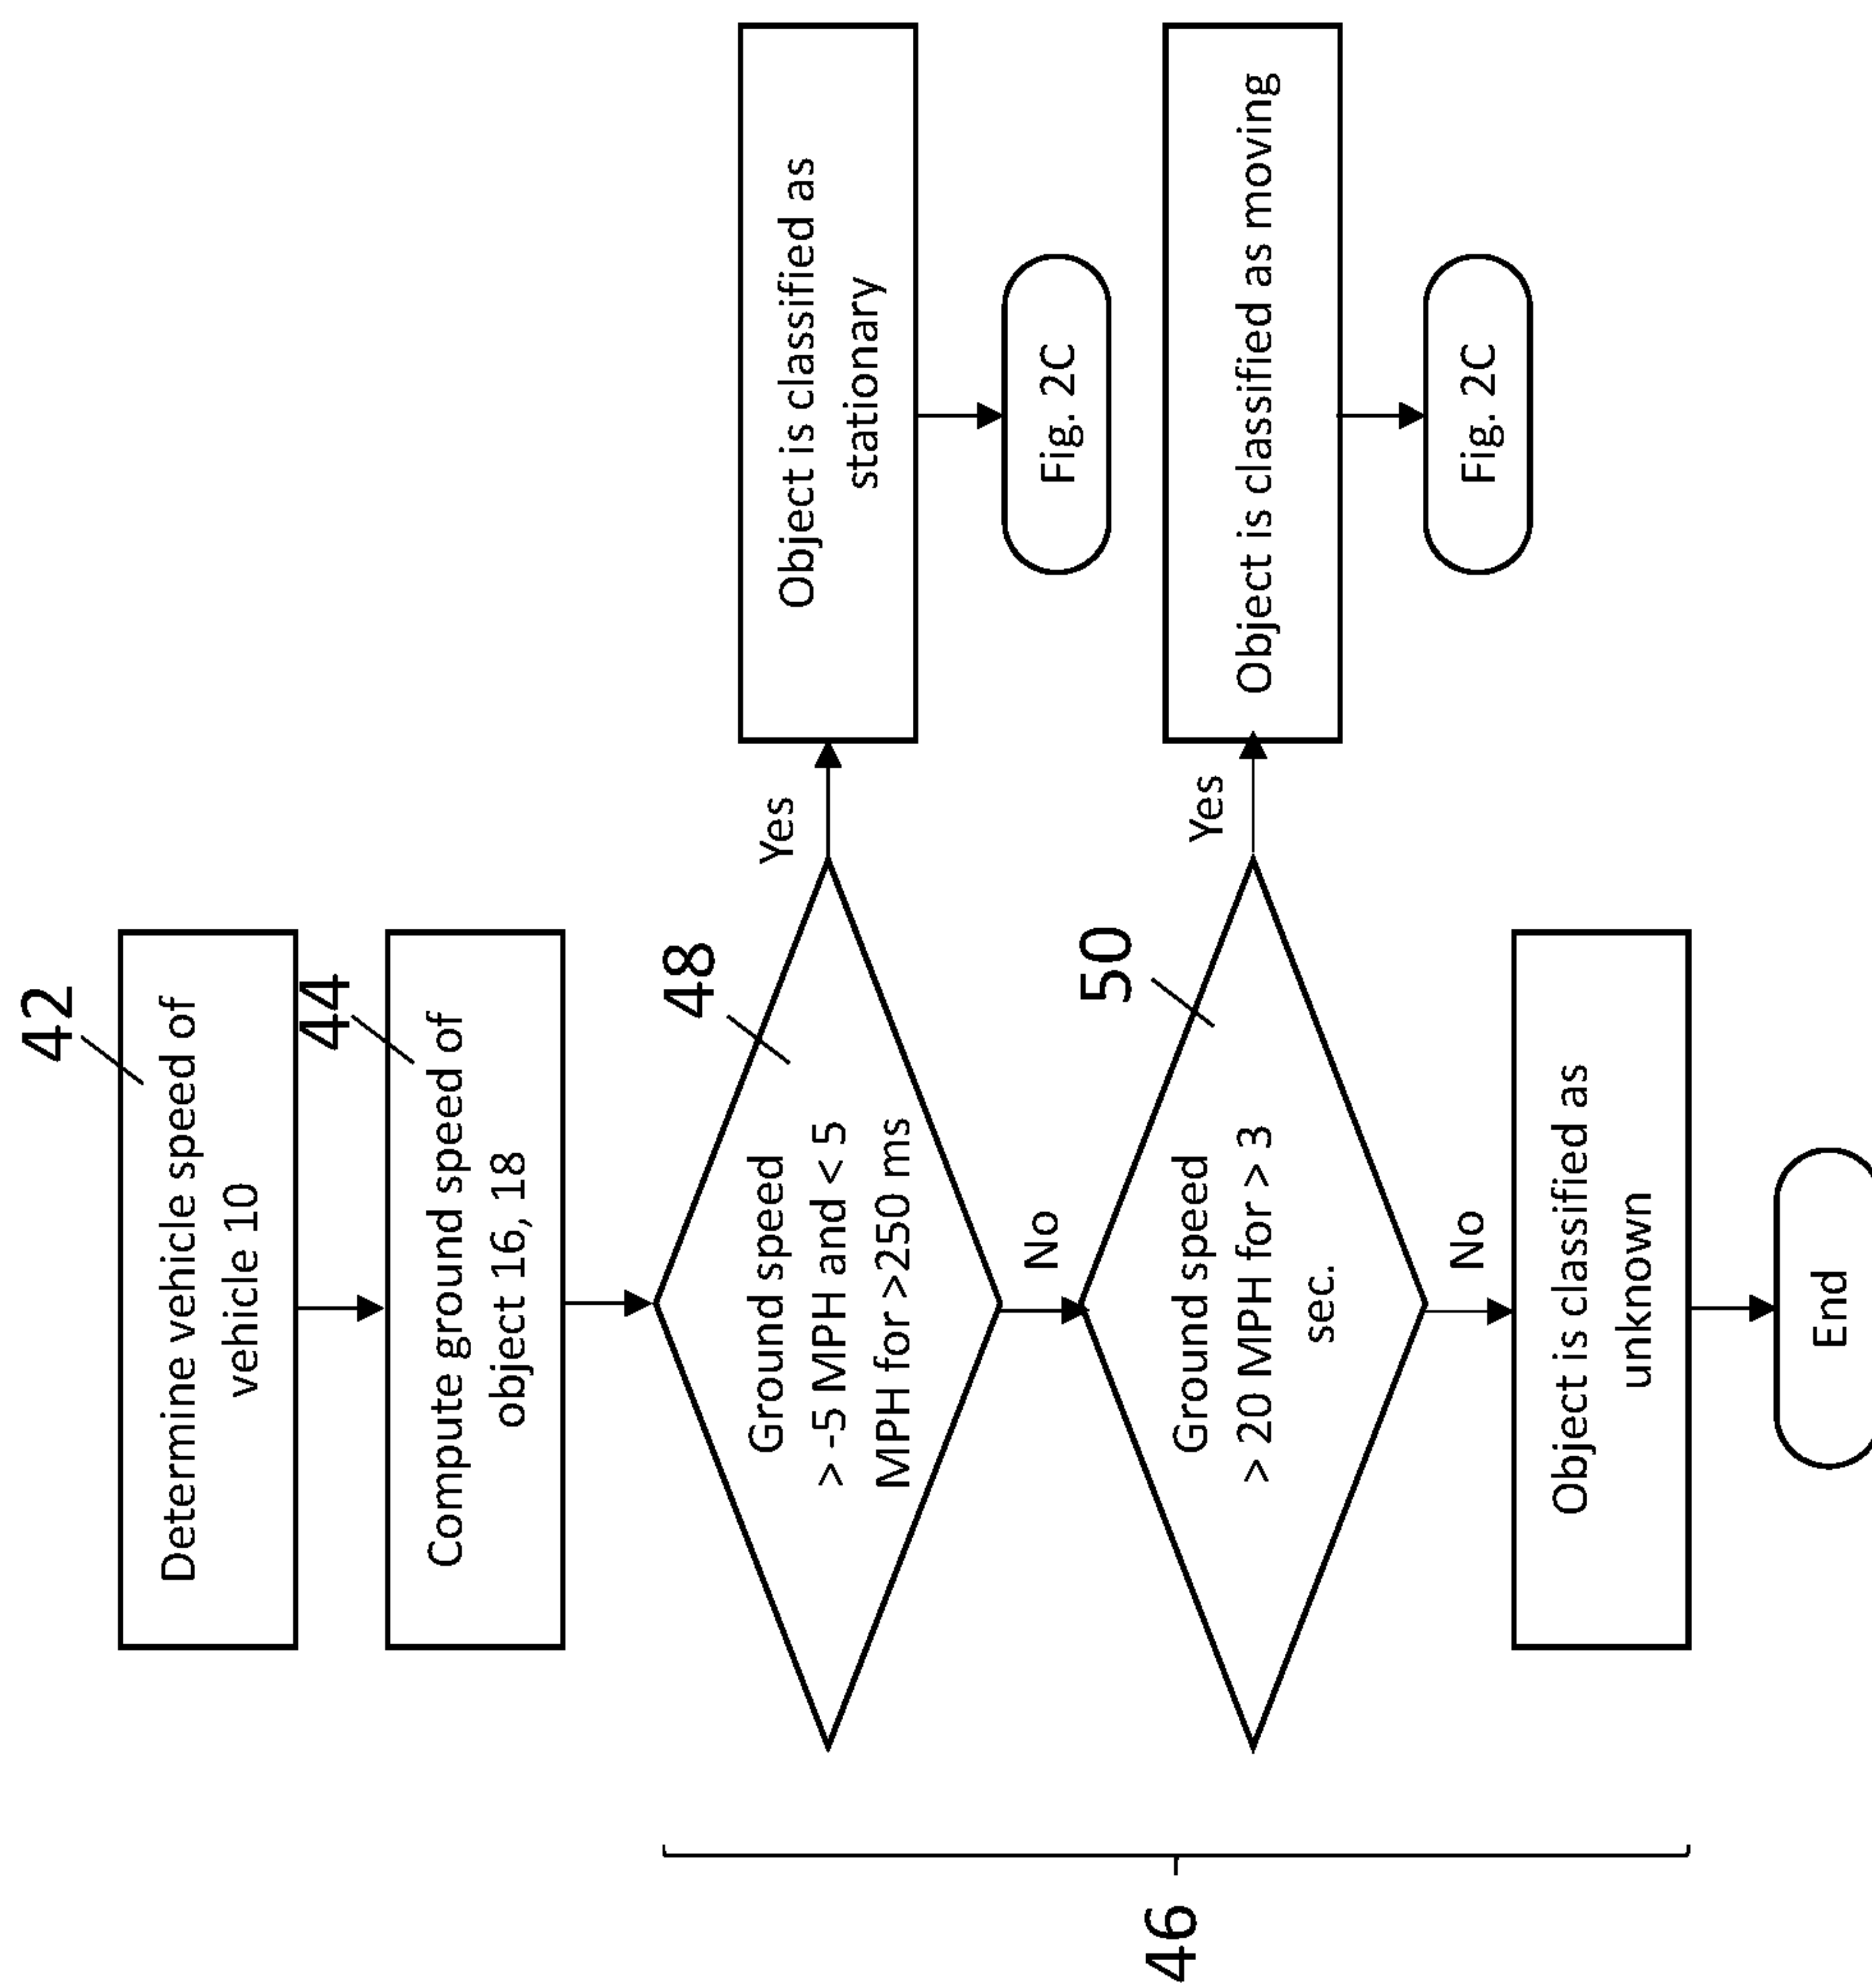 42
Determine vehicle speed of
vehicle 10
44
Compute ground speed of
object 16, 18
48
Ground speed
> -5 MPH and < 5
MPH for >250 ms
Yes
Object is classified as
stationary
Fig. 2C
No
50
Ground speed
> 20 MPH for > 3
sec.
Yes
Object is classified as moving
Fig. 2C
No
Object is classified as
unknown
End
46